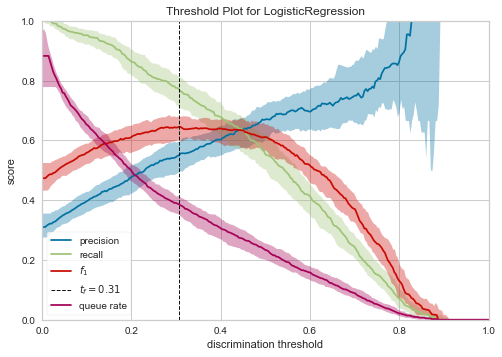 Threshold Plot for LogisticRegression
score
1.0
0.8
0.6
0.4
0.2
0.0
precision
recall
f1
tf = 0.31
queue rate
0.0 0.2 0.4 0.6 0.8 1.0
discrimination threshold